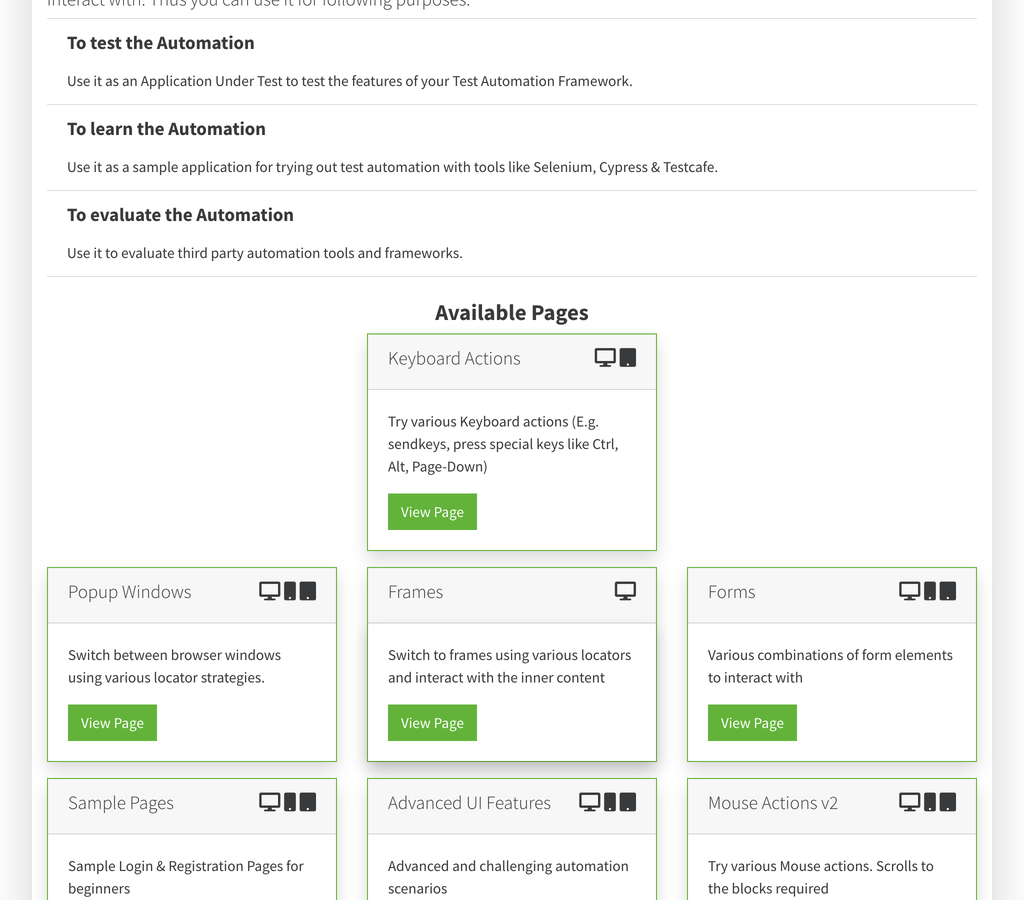 interact with. Thus you can use it for following purposes.
To test the Automation
Use it as an Application Under Test to test the features of your Test Automation Framework.
To learn the Automation
Use it as a sample application for trying out test automation with tools like Selenium, Cypress & Testcafe.
To evaluate the Automation
Use it to evaluate third party automation tools and frameworks.
Available Pages
Keyboard Actions
Try various Keyboard actions (E.g.
sendkeys, press special keys like Ctrl,
Alt, Page-Down)
View Page
Popup Windows
Switch between browser windows
using various locator strategies.
View Page
Frames
Switch to frames using various locators
and interact with the inner content
View Page
Forms
Various combinations of form elements
to interact with
View Page
Sample Pages
Sample Login & Registration Pages for
beginners
Advanced UI Features
Advanced and challenging automation
scenarios
Mouse Actions v2
Try various Mouse actions. Scrolls to
the blocks required